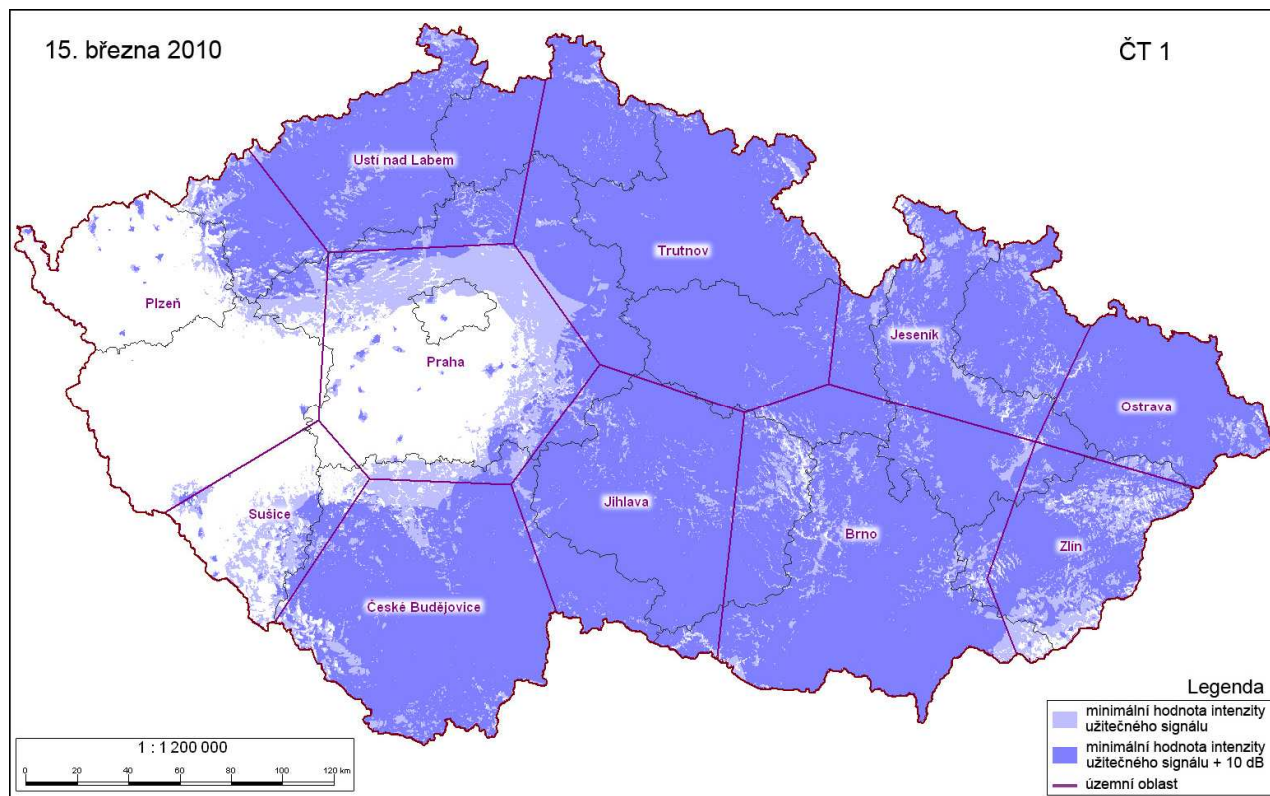 15. března 2010
ČT 1
Ustí nad Labem
Trutnov
Plzeň
Jeseník
Praha
Ostrava
Sušice
Jihlava
Brno
Zlín
České Budějovice
Legenda
minimální hodnota intenzity
užitečného signálu
minimální hodnota intenzity
užitečného signálu + 10 dB
územní oblast
1 : 1 200 000
0 20 40 60 80 100 120 km